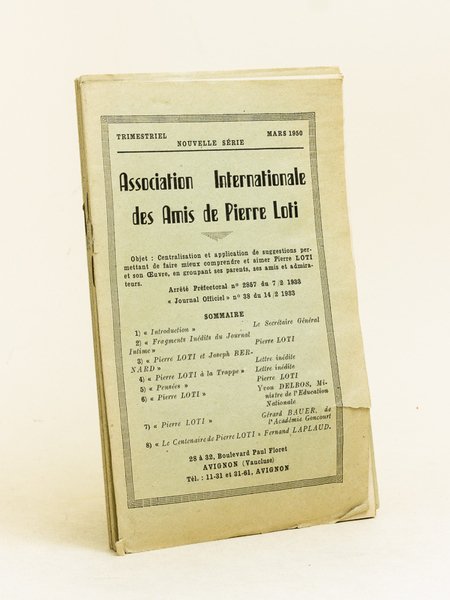 TRIMESTRIEL MARS 1950
NOUVELLE SÉRIE
Association Internationale
des Amis de Pierre Loti
Objet : Centralisation et application de suggestions per-
mettant de faire mieux comprendre et aimer Pierre LOTI
et son Œuvre, en groupant ses parents, ses amis et admira-
teurs.
Arrêté Préfectoral n° 2857 du 7/2 1933
« Journal Officiel » n° 38 du 14/2 1933
SOMMAIRE
1) « Introduction » Le Secrétaire Général
2) « Fragments Inédits du Journal
Intime » Pierre LOTI
3) « Pierre LOTI et Joseph BER-
NARD » Lettre inédite
4) « Pierre LOTI à la Trappe » Lettre inédite
5) « Pensées » Pierre LOTI
6) « Pierre LOTI » Yvon DELBOS, Mi-
nistre de l'Education
Nationale
7) « Pierre LOTI » Gérard BAUER, de
l'Académie Goncourt
8) « Le Centenaire de Pierre LOTI » Fernand LAPLAUD.
28 à 32, Boulevard Paul Floret
AVIGNON (Vaucluse)
Tél. : 11-31 et 31-61, AVIGNON